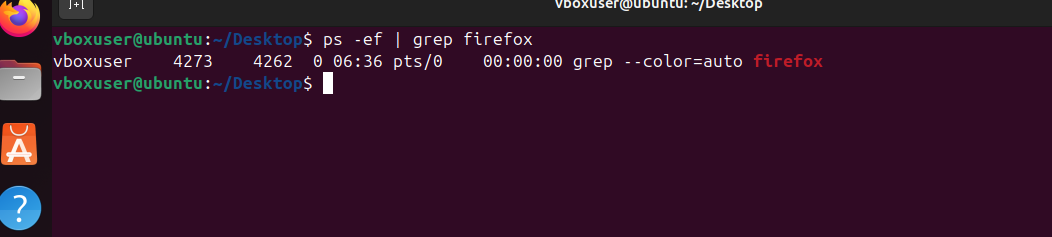 vboxuser@ubuntu: ~/Desktop
vboxuser@ubuntu:~/Desktop$ ps -ef | grep firefox
vboxuser    4273    4262  0 06:36 pts/0    00:00:00 grep --color=auto firefox
vboxuser@ubuntu:~/Desktop$